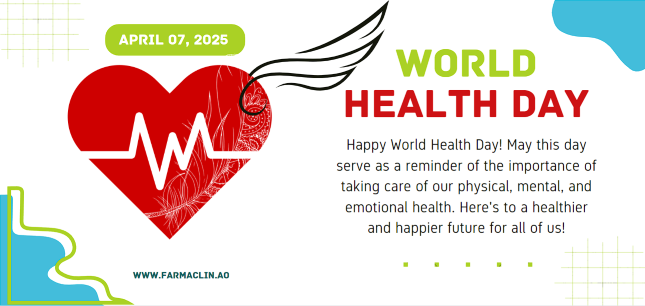 APRIL 07, 2025
WORLD
HEALTH DAY
Happy World Health Day! May this day
serve as a reminder of the importance of
taking care of our physical, mental, and
emotional health. Here's to a healthier
and happier future for all of us!
WWW.FARMACLIN.AO